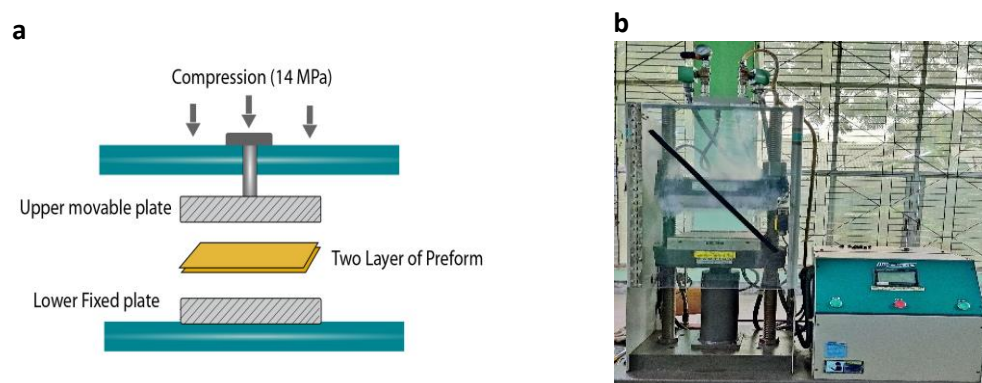 a
b
Compression (14 MPa)
Upper movable plate
Two Layer of Preform
Lower Fixed plate